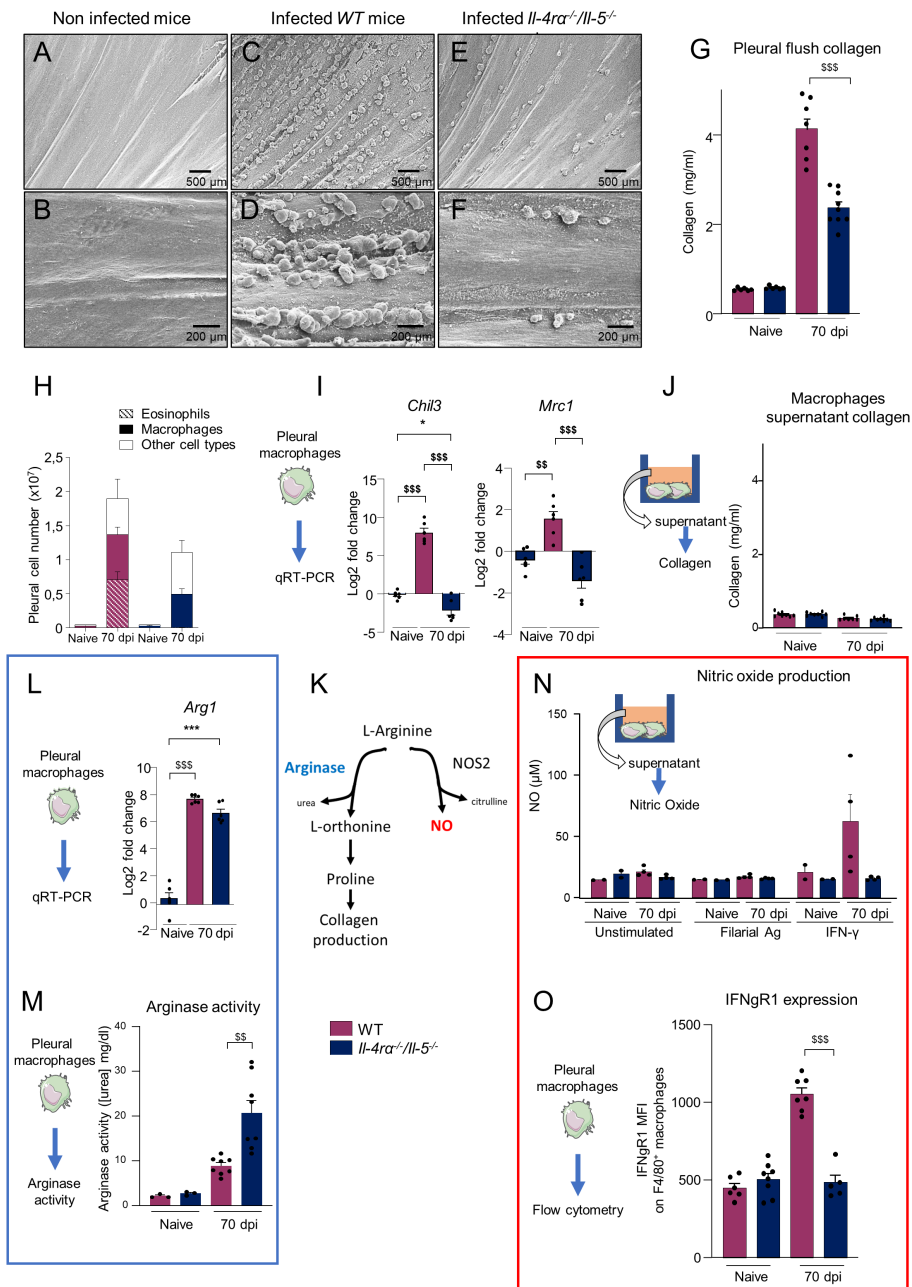 Non infected mice
Infected WT mice
Infected Il-4rα-/-/Il-5-/-
A
C
E
500 µm
500 µm
500 µm
B
D
F
200 µm
200 µm
200 µm
G
Pleural flush collagen
$$$
Collagen (mg/ml)
4
2
0
Naive
70 dpi
H
Eosinophils
Macrophages
Other cell types
Pleural cell number (x10⁷)
2,5
2
1,5
1
0,5
Naive 70 dpi Naive 70 dpi
I
Pleural
macrophages
qRT-PCR
Chil3
*
$$$
$$$
Log2 fold change
15
10
5
0
-5
Naive
70 dpi
Mrc1
$$$
$$
Log2 fold change
4
2
0
-2
-4
Naive
70 dpi
J
Macrophages
supernatant collagen
supernatant
Collagen
Collagen (mg/ml)
4
2
0
Naive
70 dpi
L
Pleural
macrophages
qRT-PCR
Arg1
***
$$$
Log2 fold change
10
8
6
4
2
0
-2
Naive 70 dpi
K
L-Arginine
Arginase
NOS2
urea
citrulline
L-orthonine
NO
Proline
Collagen
production
N
Nitric oxide production
supernatant
Nitric Oxide
NO (µM)
150
100
50
0
Naive 70 dpi Naive 70 dpi Naive 70 dpi
Unstimulated Filarial Ag IFN-γ
M
Arginase activity
Pleural
macrophages
Arginase
activity
Arginase activity ([urea] mg/dl)
40
30
20
10
0
$$
Naive
70 dpi
WT
Il-4rα-/-/Il-5-/-
O
IFNgR1 expression
Pleural
macrophages
Flow cytometry
IFNgR1 MFI
on F4/80⁺ macrophages
1500
1000
500
0
$$$
Naive
70 dpi